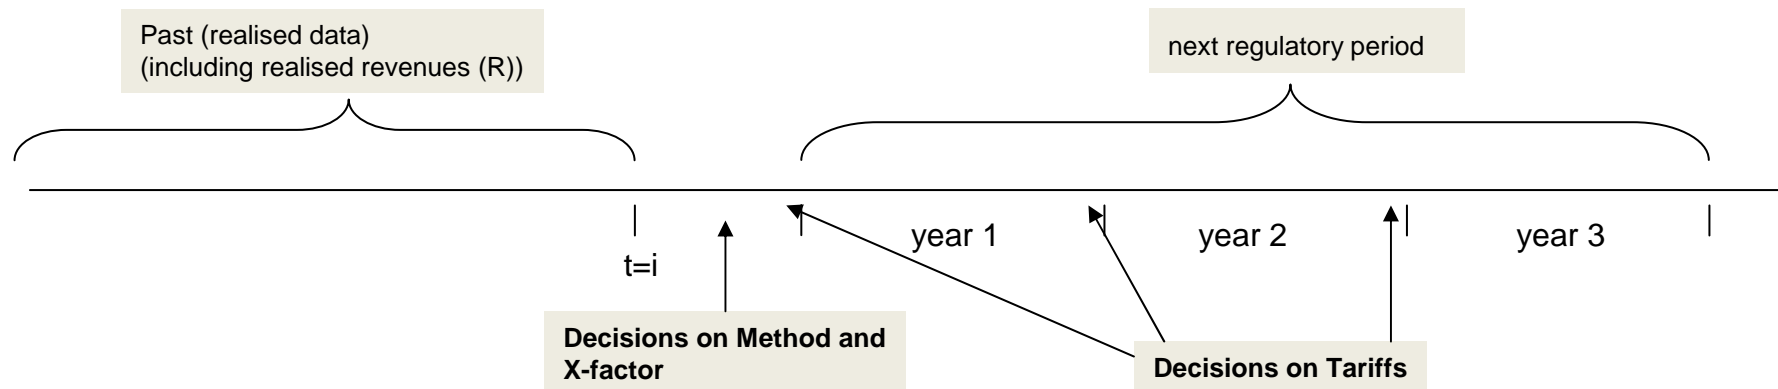 Past (realised data)
(including realised revenues (R))
next regulatory period
year 1
year 2
year 3
t=i
Decisions on Method and
X-factor
Decisions on Tariffs